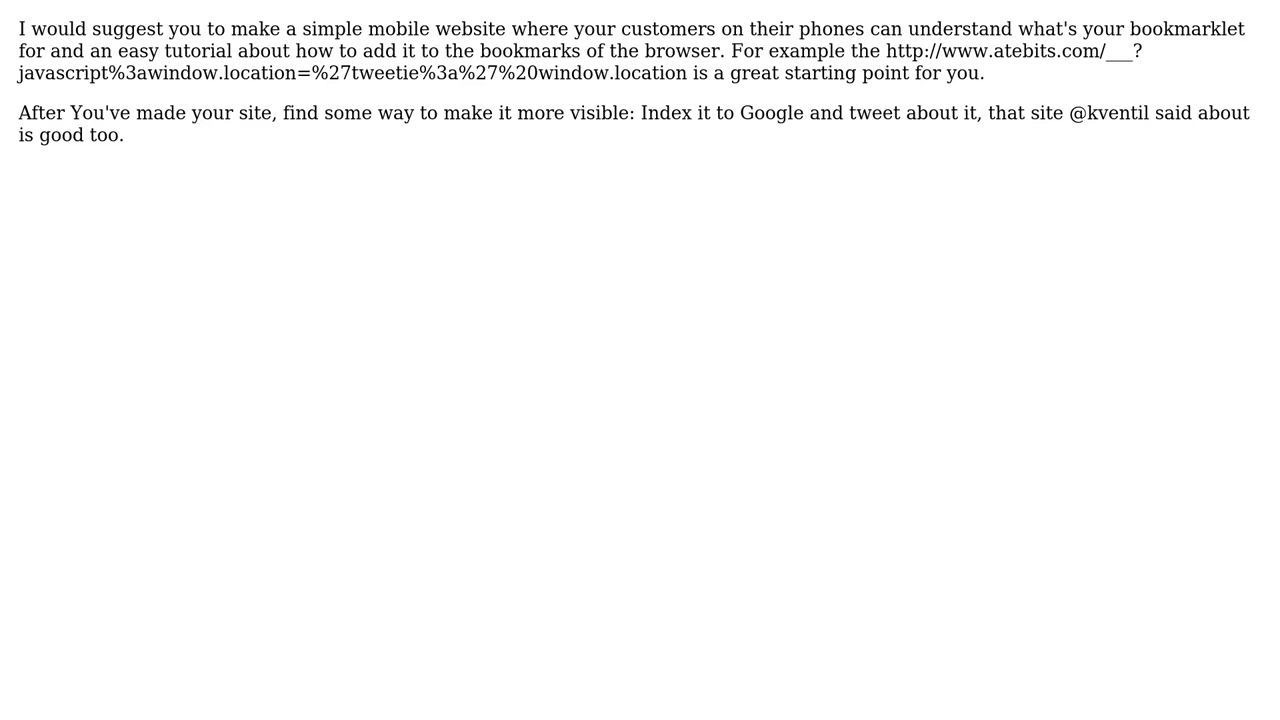 I would suggest you to make a simple mobile website where your customers on their phones can understand what's your bookmarklet
for and an easy tutorial about how to add it to the bookmarks of the browser. For example the http://www.atebits.com/___?
javascript%3awindow.location=%27tweetie%3a%27%20window.location is a great starting point for you.
After You've made your site, find some way to make it more visible: Index it to Google and tweet about it, that site @kventil said about
is good too.